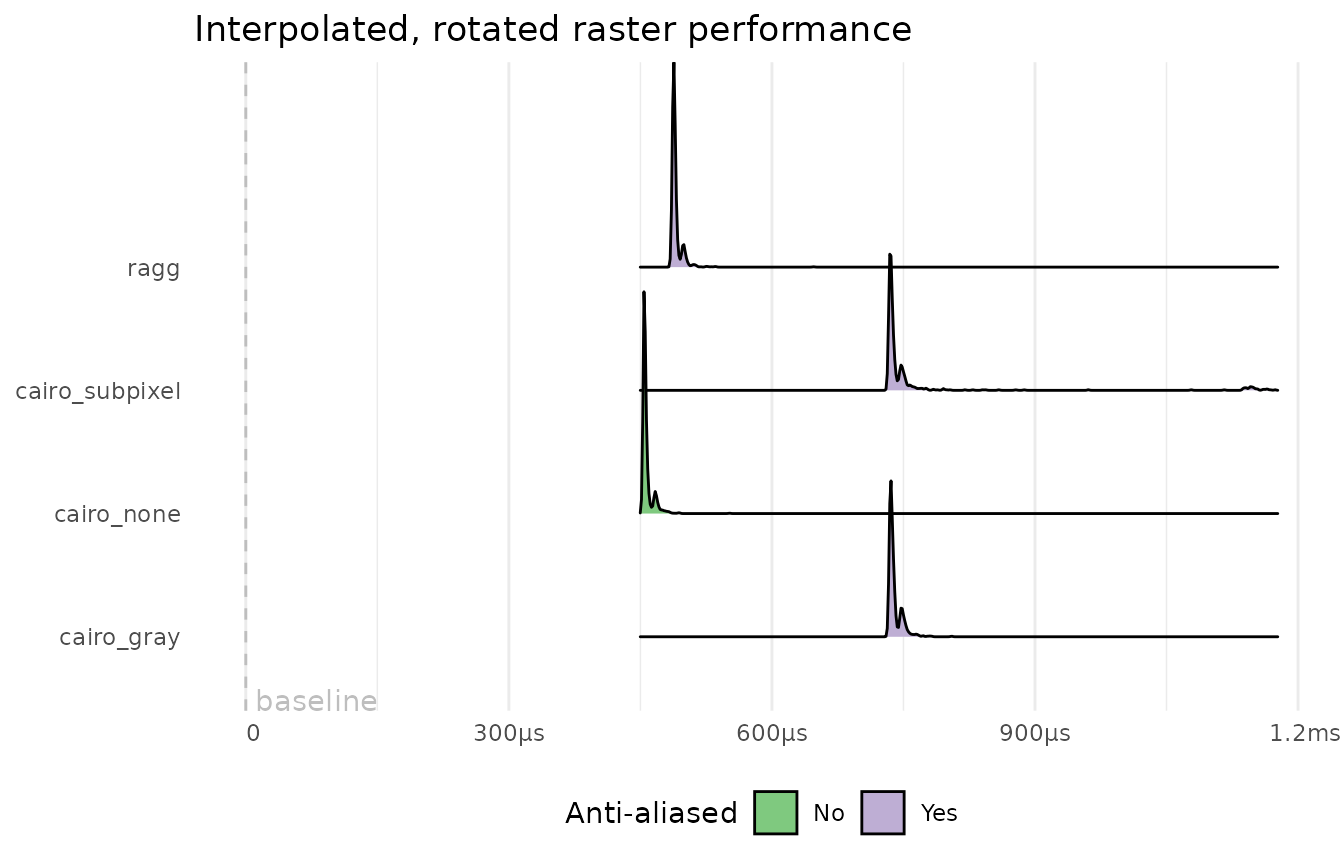 Interpolated, rotated raster performance
ragg
cairo_subpixel
cairo_none
cairo_gray
baseline
0 300µs 600µs 900µs 1.2ms
Anti-aliased No Yes